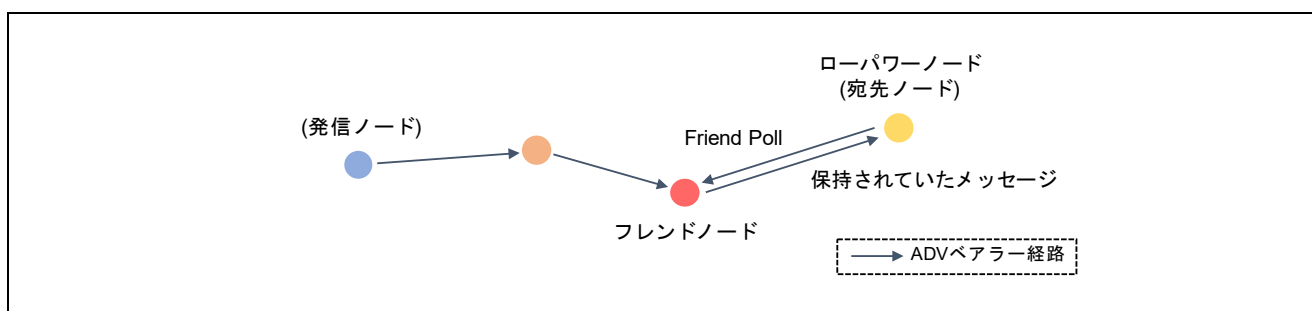 ローパワーノード
(宛先ノード)
(発信ノード)
Friend Poll
保持されていたメッセージ
フレンドノード
ADVベアラー経路